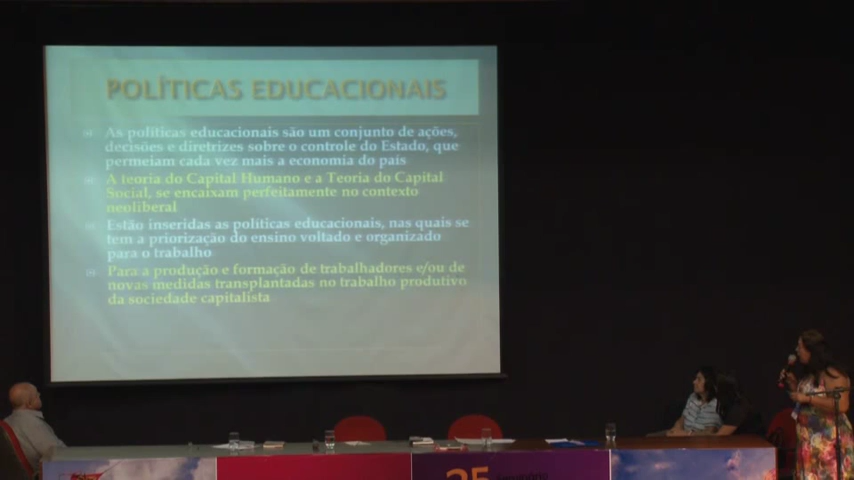 POLÍTICAS EDUCACIONAIS
As políticas educacionais são um conjunto de ações,
decisões e diretrizes sobre o controle do Estado, que
permeiam cada vez mais a economia do país
A teoria do Capital Humano e a Teoria do Capital
Social, se encaixam perfeitamente no contexto
neoliberal
Estão inseridas as políticas educacionais, nas quais se
tem a priorização do ensino voltado e organizado
para o trabalho
Para a produção e formação de trabalhadores e/ou de
novas medidas transplantadas no trabalho produtivo
da sociedade capitalista
25